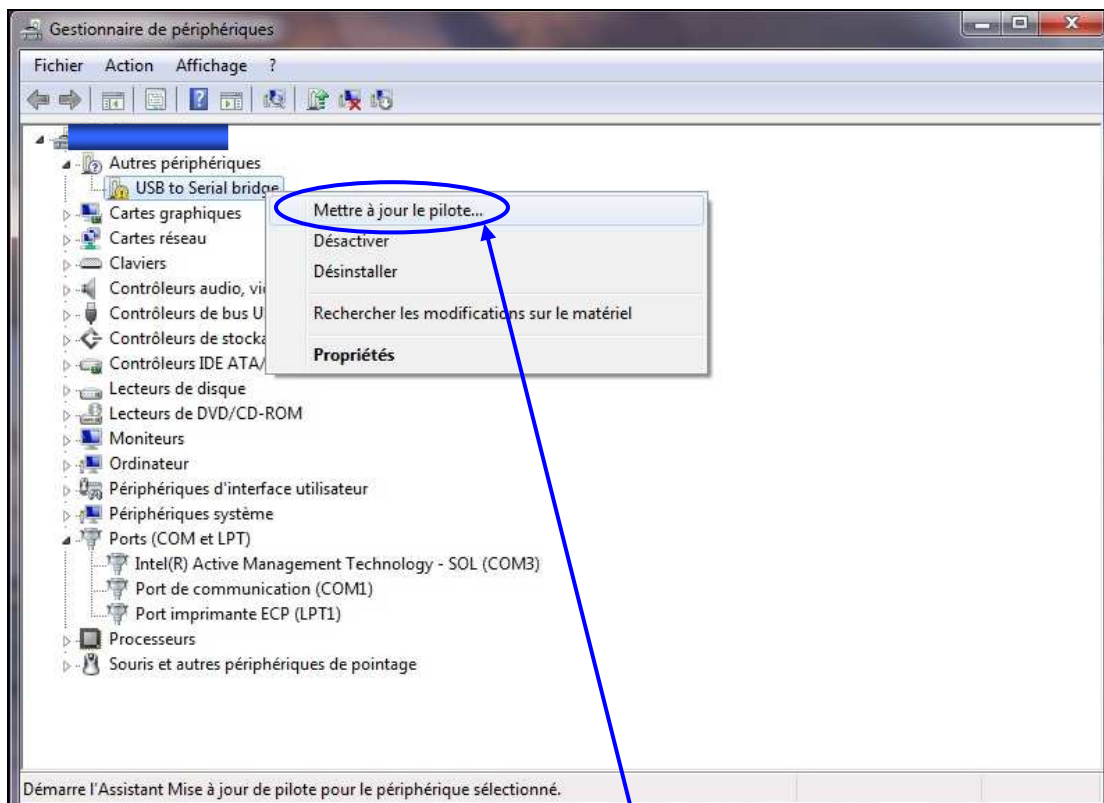 Gestionnaire de périphériques
Fichier Action Affichage ?
Autres périphériques
USB to Serial bridge
Cartes graphiques
Cartes réseau
Claviers
Contrôleurs audio, vi
Contrôleurs de bus U
Contrôleurs de stocka
Contrôleurs IDE ATA/
Lecteurs de disque
Lecteurs de DVD/CD-ROM
Moniteurs
Ordinateur
Périphériques d'interface utilisateur
Périphériques système
Ports (COM et LPT)
Intel(R) Active Management Technology - SOL (COM3)
Port de communication (COM1)
Port imprimante ECP (LPT1)
Processeurs
Souris et autres périphériques de pointage
Mettre à jour le pilote...
Désactiver
Désinstaller
Rechercher les modifications sur le matériel
Propriétés
Démarre l'Assistant Mise à jour de pilote pour le périphérique sélectionné.